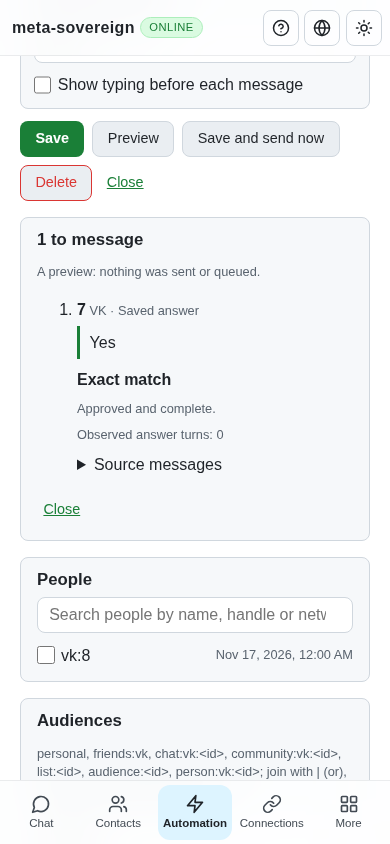 meta-sovereign ONLINE
Show typing before each message
Save Preview Save and send now
Delete Close
1 to message
A preview: nothing was sent or queued.
1. 7 VK · Saved answer
Yes
Exact match
Approved and complete.
Observed answer turns: 0
Source messages
Close
People
Search people by name, handle or netw
vk:8 Nov 17, 2026, 12:00 AM
Audiences
personal, friends:vk, chat:vk:<id>, community:vk:<id>,
list:<id>, audience:<id>, person:vk:<id>; join with | (or),
Chat Contacts Automation Connections More